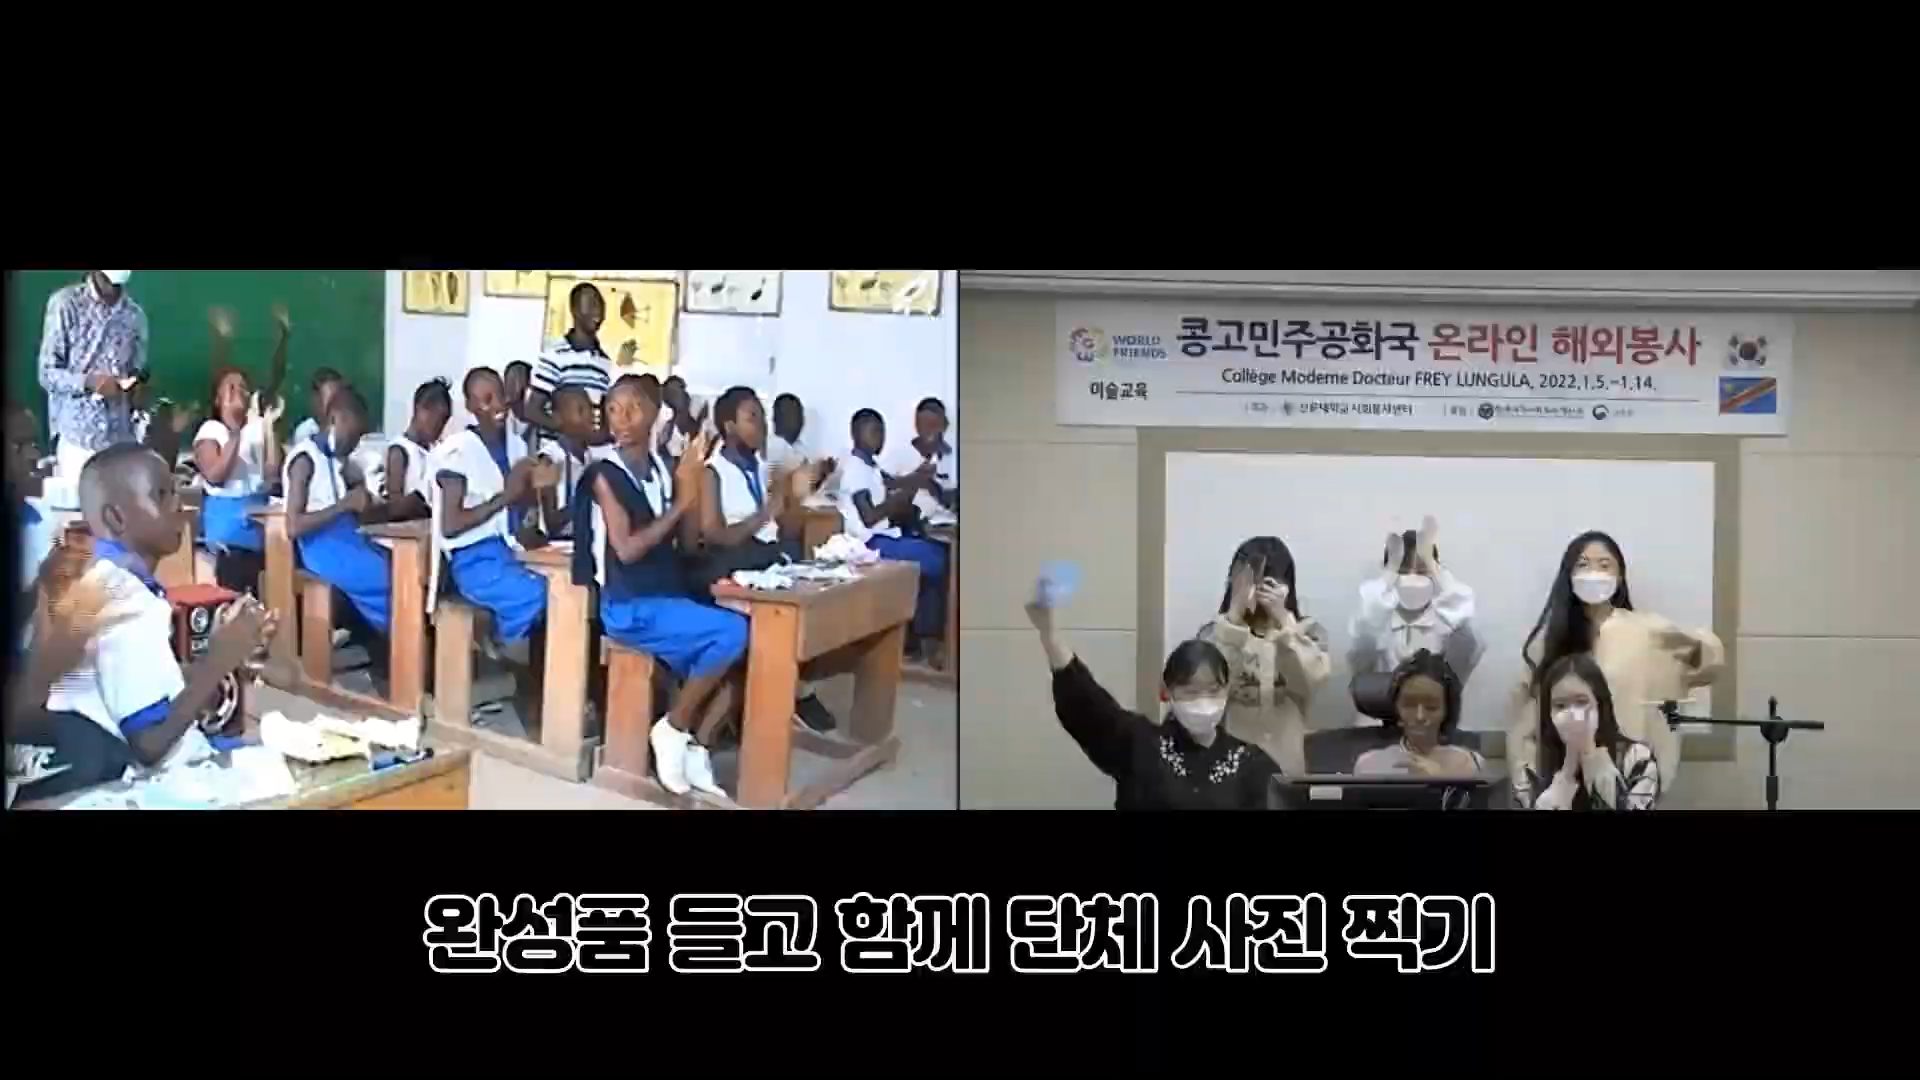 WORLD
FRIENDS
콩고민주공화국 온라인 해외봉사
Collège Moderne Docteur FREY LUNGULA, 2022.1.5.-1.14.
미술교육
완성품 들고 함께 단체 사진 찍기